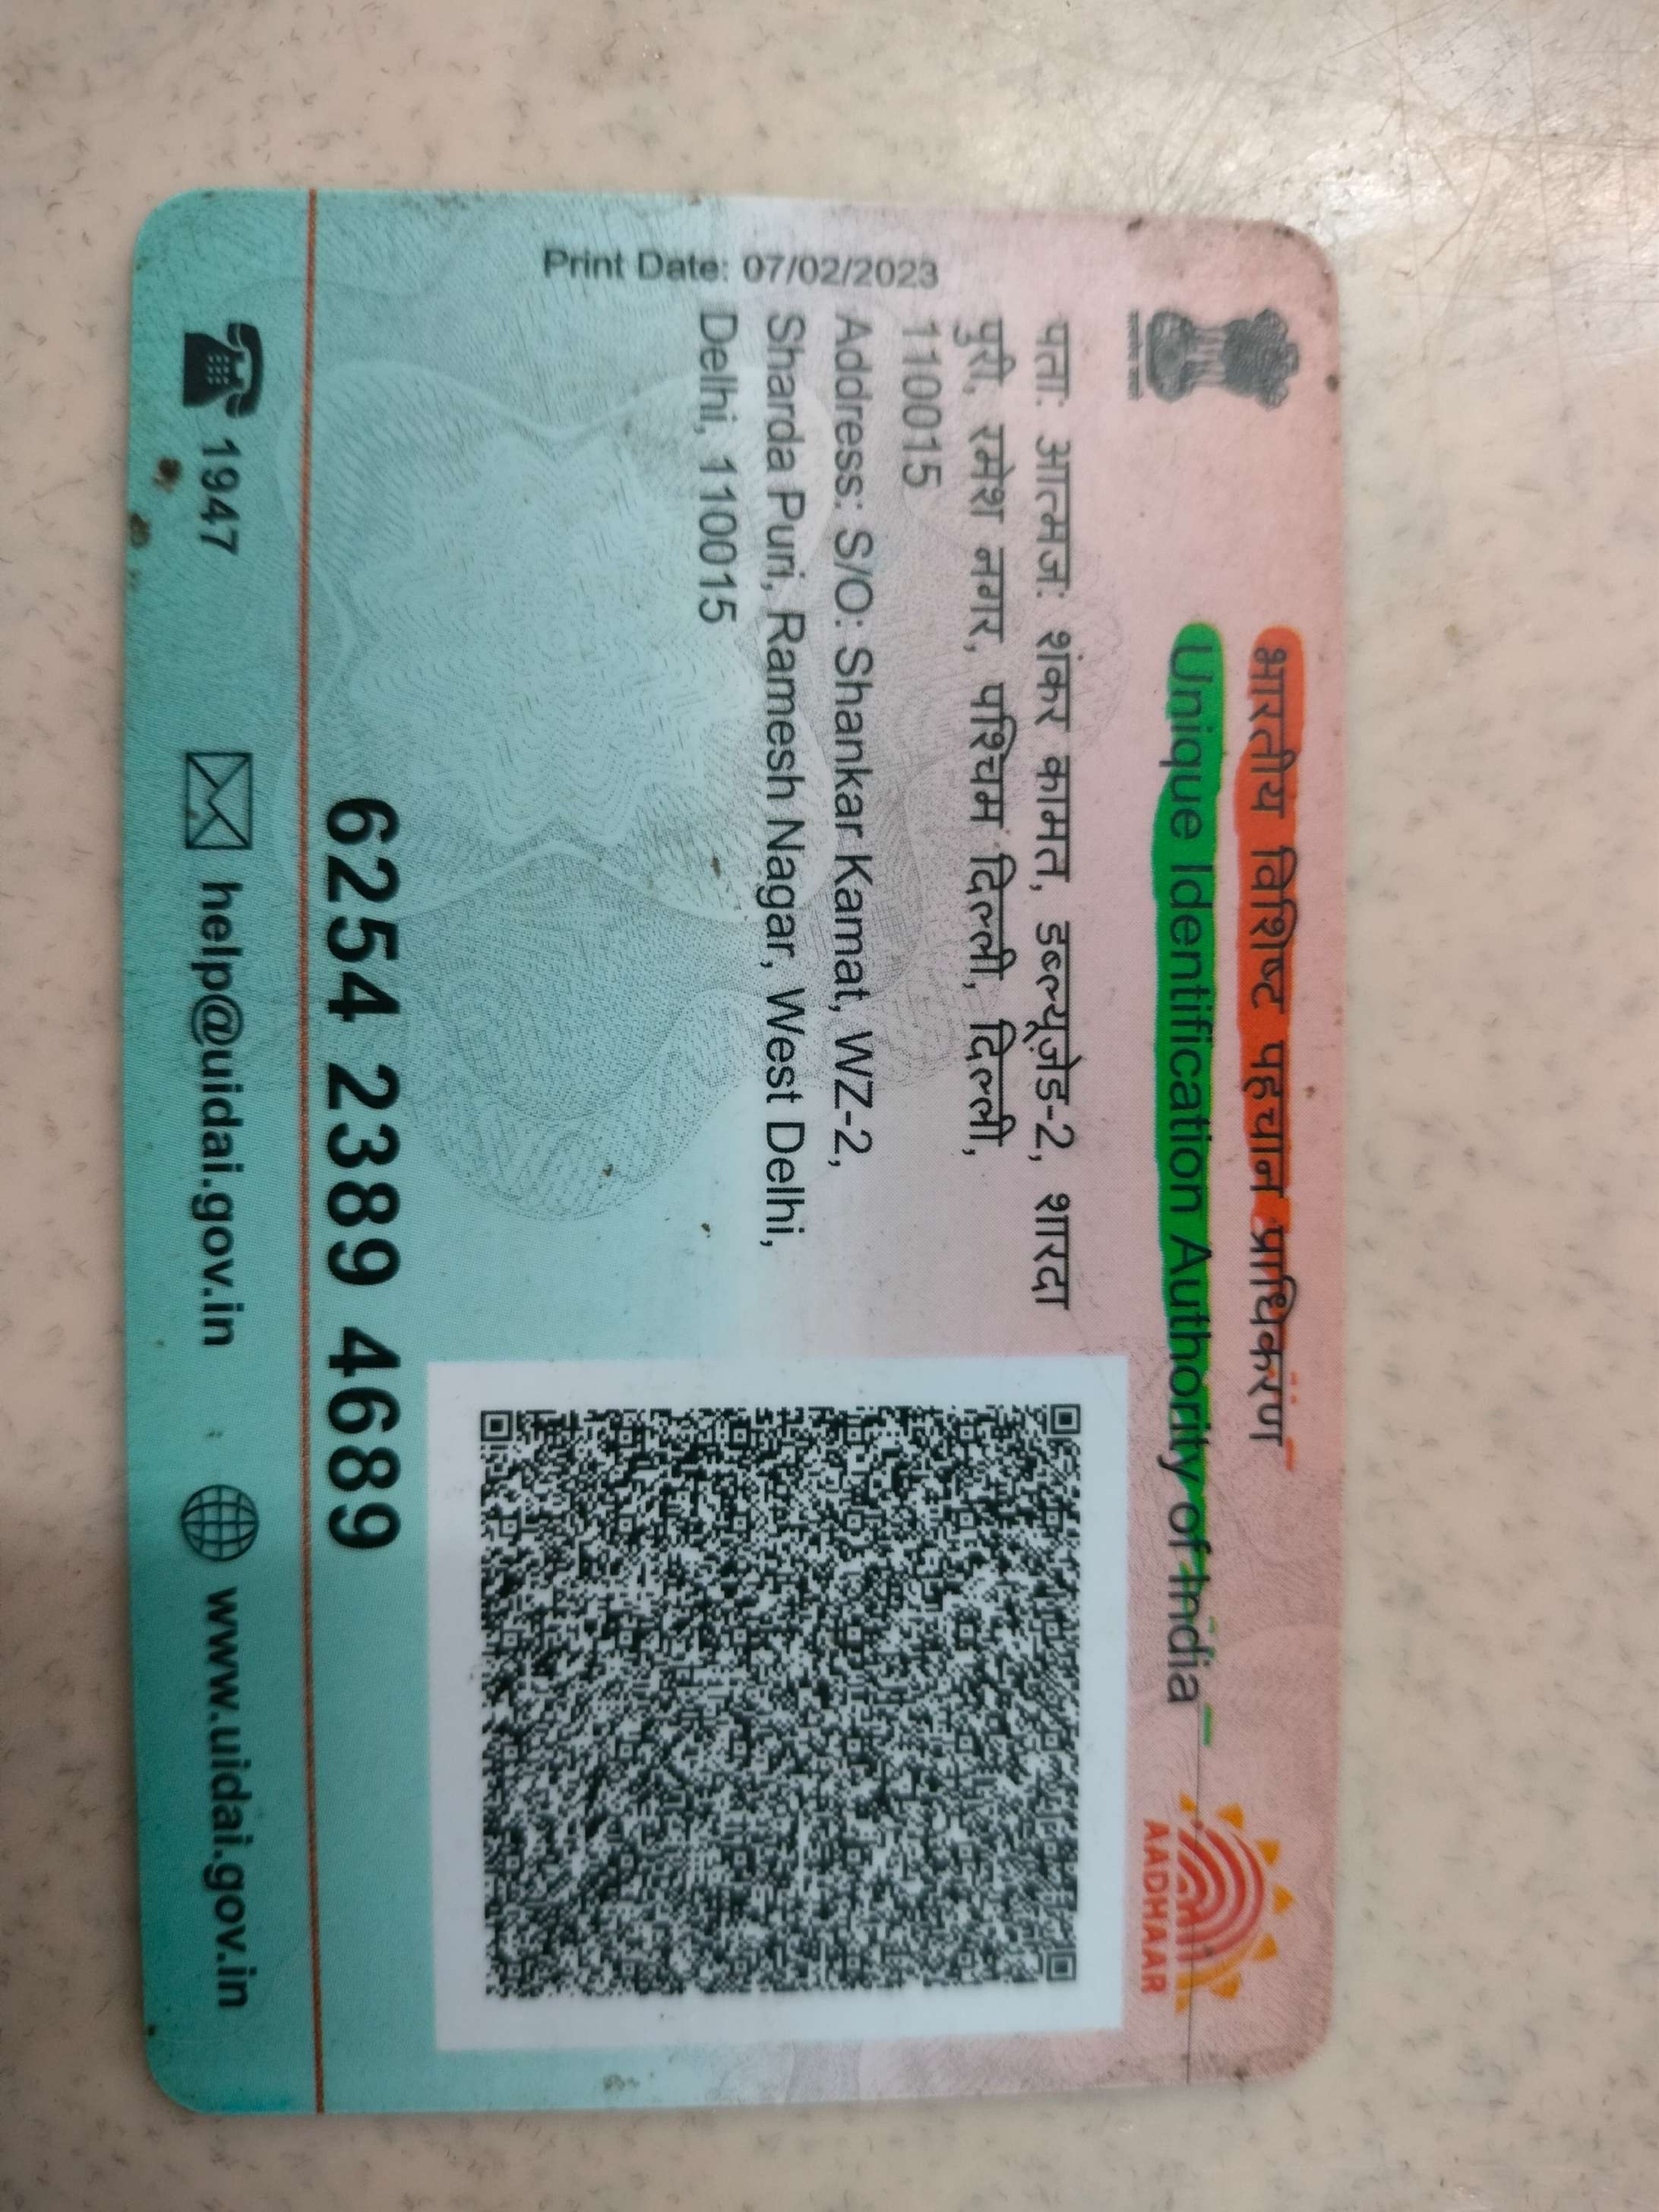 भारतीय विशिष्ट पहचान प्राधिकरण
Unique Identification Authority of India
AADHAAR
पता: आत्मज: शंकर कामत, डब्ल्यूज़ेड-2, शारदा
पुरी, रमेश नगर, पश्चिम दिल्ली, दिल्ली,
110015
Address: S/O: Shankar Kamat, WZ-2,
Sharda Puri, Ramesh Nagar, West Delhi,
Delhi, 110015
Print Date: 07/02/2023
6254 2389 4689
1947 help@uidai.gov.in www.uidai.gov.in